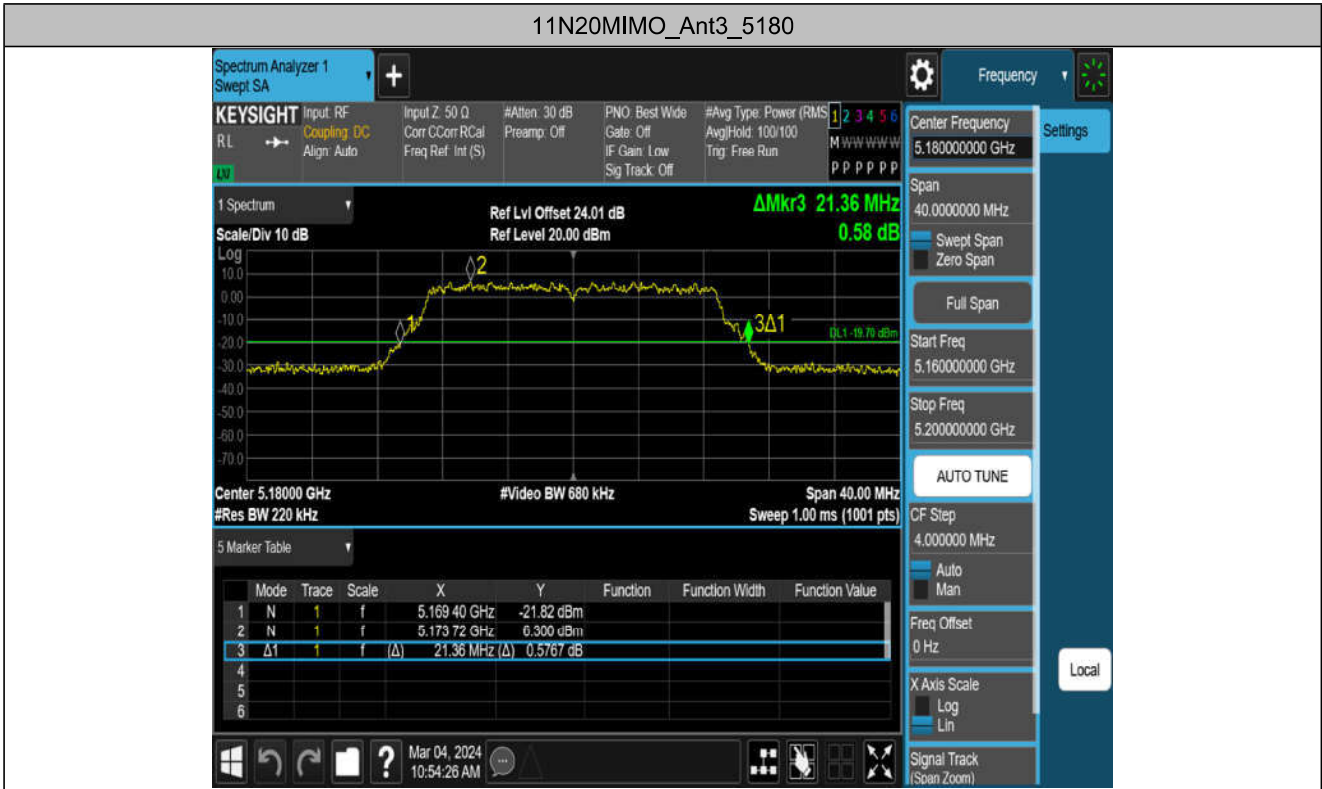 11N20MIMO_Ant3_5180
Spectrum Analyzer 1
Swept SA
+
Frequency
KEYSIGHT
RL
LXI
Input: RF
Coupling: DC
Align: Auto
Input Z: 50 Ω
Corr CCorr RCal
Freq Ref: Int (S)
#Atten: 30 dB
Preamp: Off
PNO: Best Wide
Gate: Off
IF Gain: Low
Sig Track: Off
#Avg Type: Power (RMS
Avg|Hold: 100/100
Trig: Free Run
1 2 3 4 5 6
M W W W W W
P P P P P P
1 Spectrum
Scale/Div 10 dB
Ref Lvl Offset 24.01 dB
Ref Level 20.00 dBm
ΔMkr3 21.36 MHz
0.58 dB
Log
10.0
0.00
-10.0
-20.0
-30.0
-40.0
-50.0
-60.0
-70.0
2
1
3Δ1
DL1 -19.70 dBm
Center 5.18000 GHz
#Video BW 680 kHz
Span 40.00 MHz
#Res BW 220 kHz
Sweep 1.00 ms (1001 pts)
5 Marker Table
Mode Trace Scale X Y Function Function Width Function Value
1 N 1 f 5.169 40 GHz -21.82 dBm
2 N 1 f 5.173 72 GHz 6.300 dBm
3 Δ1 1 f (Δ) 21.36 MHz (Δ) 0.5767 dB
4
5
6
?
Mar 04, 2024
10:54:26 AM
Center Frequency
5.180000000 GHz
Settings
Span
40.0000000 MHz
Swept Span
Zero Span
Full Span
Start Freq
5.160000000 GHz
Stop Freq
5.200000000 GHz
AUTO TUNE
CF Step
4.000000 MHz
Auto
Man
Freq Offset
0 Hz
Local
X Axis Scale
Log
Lin
Signal Track
(Span Zoom)